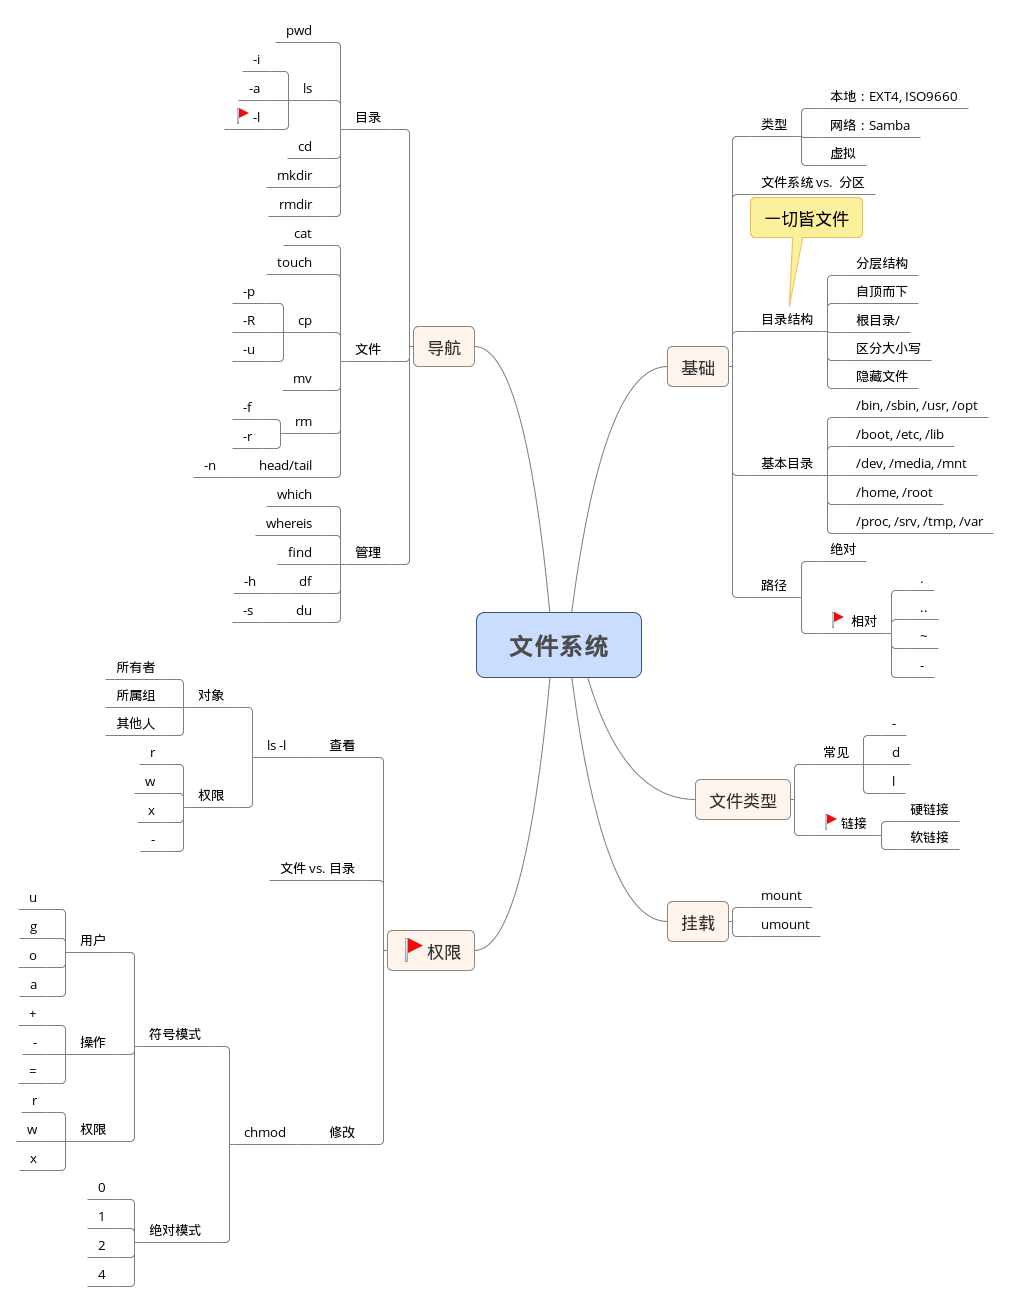 文件系统
基础
类型
本地：EXT4, ISO9660
网络：Samba
虚拟
文件系统 vs. 分区
一切皆文件
目录结构
分层结构
自顶而下
根目录/
区分大小写
隐藏文件
基本目录
/bin, /sbin, /usr, /opt
/boot, /etc, /lib
/dev, /media, /mnt
/home, /root
/proc, /srv, /tmp, /var
路径
绝对
相对
.
..
~
-
文件类型
常见
-
d
l
链接
硬链接
软链接
挂载
mount
umount
导航
目录
pwd
ls
-i
-a
-l
cd
mkdir
rmdir
文件
cat
touch
cp
-p
-R
-u
mv
rm
-f
-r
head/tail
-n
管理
which
whereis
find
df
-h
du
-s
权限
查看
ls -l
对象
所有者
所属组
其他人
权限
r
w
x
-
文件 vs. 目录
修改
chmod
符号模式
用户
u
g
o
a
操作
+
-
=
权限
r
w
x
绝对模式
0
1
2
4